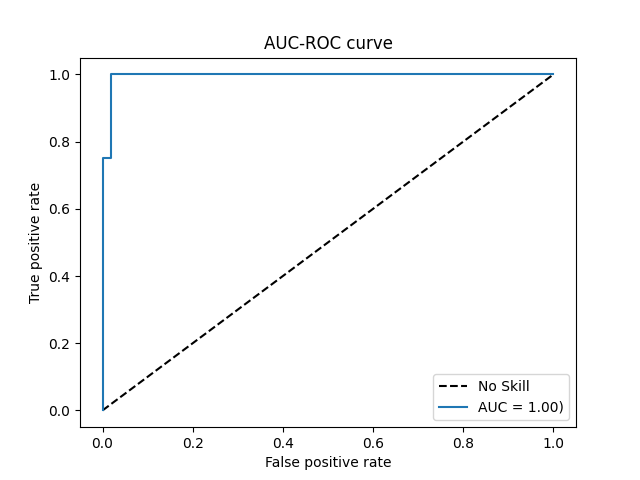 AUC-ROC curve
True positive rate
1.0
0.8
0.6
0.4
0.2
0.0
No Skill
AUC = 1.00)
0.0 0.2 0.4 0.6 0.8 1.0
False positive rate